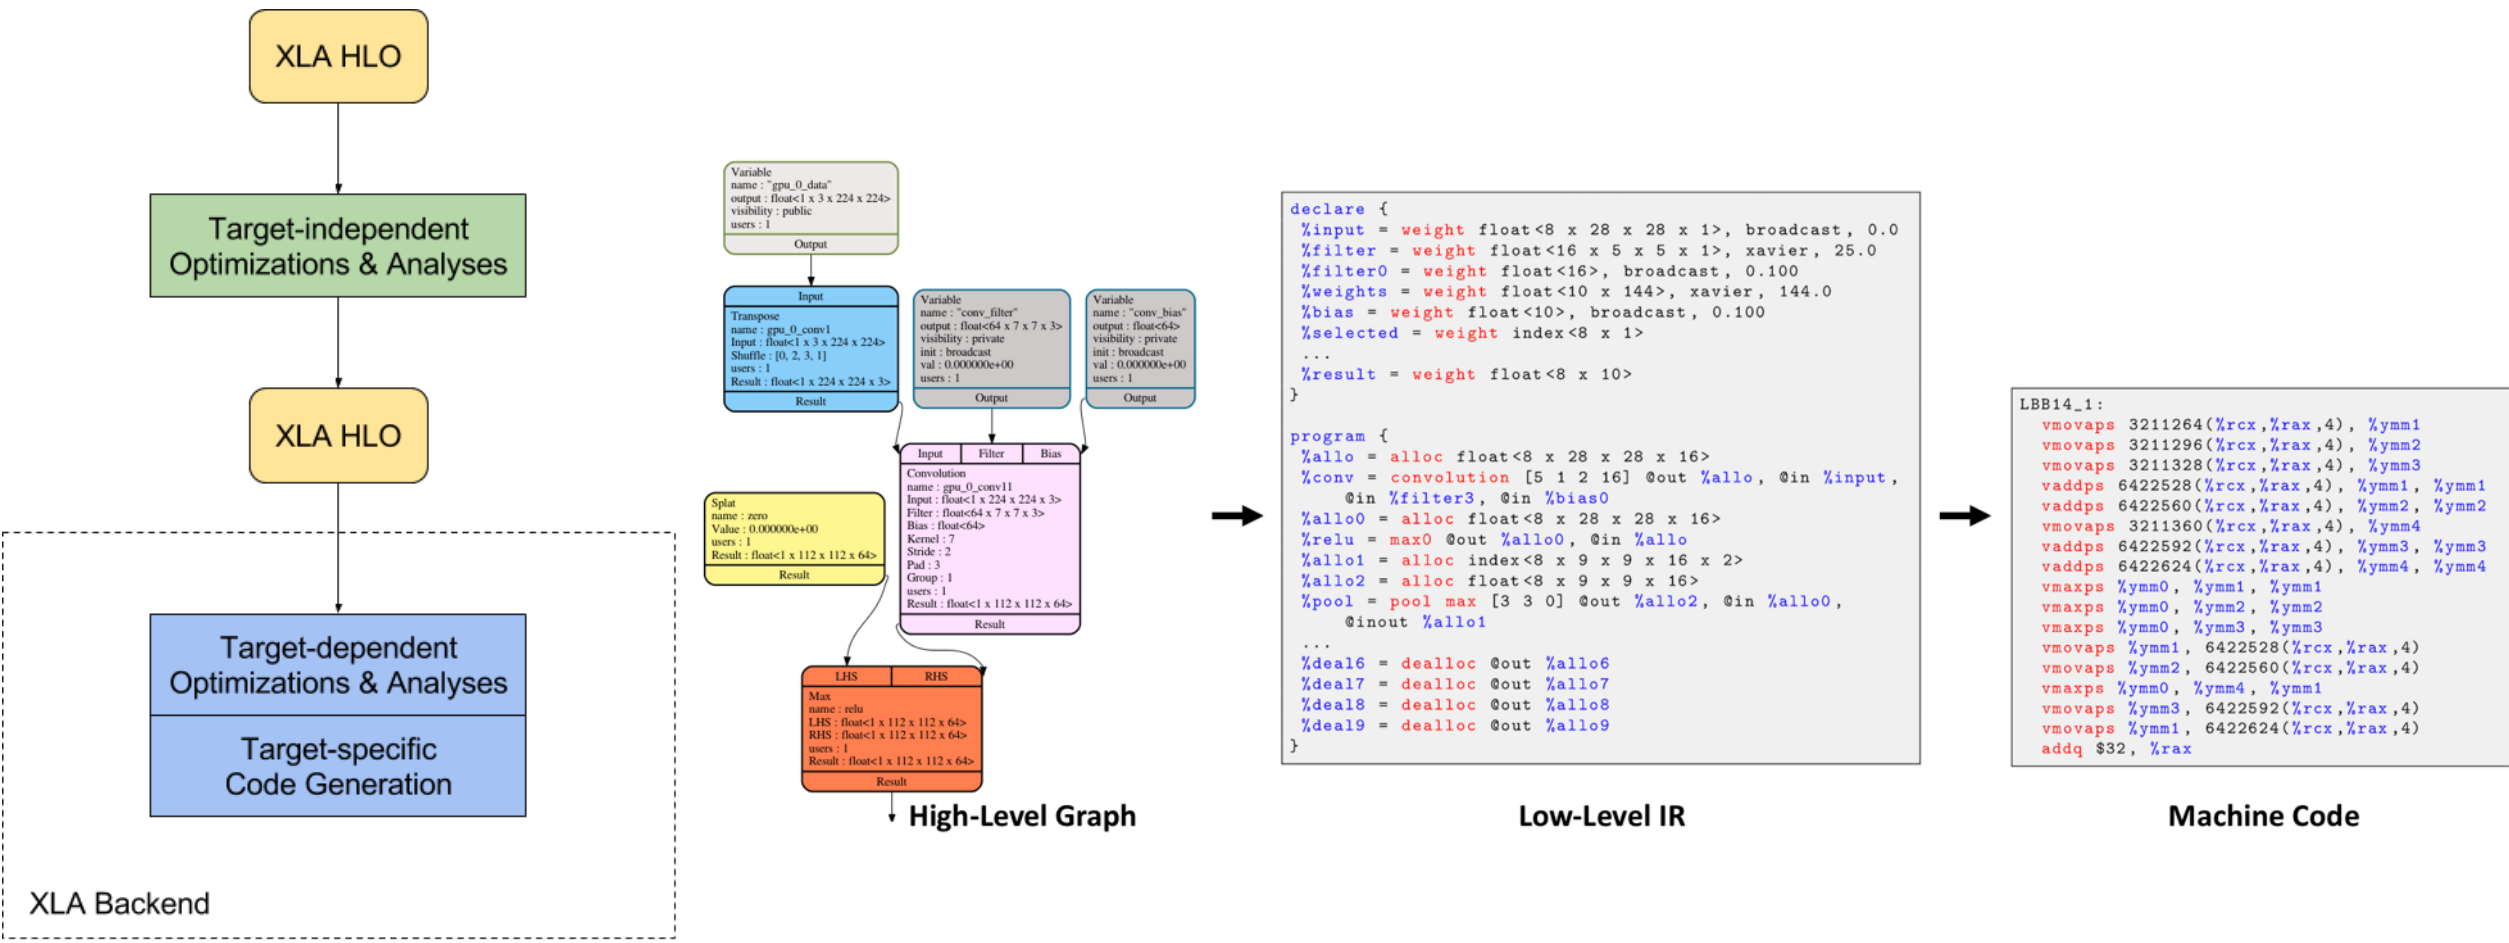 XLA HLO
Target-independent
Optimizations & Analyses
XLA HLO
Target-dependent
Optimizations & Analyses
Target-specific
Code Generation
XLA Backend
Variable
name : "gpu_0_data"
output : float<1 x 3 x 224 x 224>
visibility : public
users : 1
Output
Input
Transpose
name : gpu_0_conv1
Input : float<1 x 3 x 224 x 224>
Shuffle : [0, 2, 3, 1]
users : 1
Result : float<1 x 224 x 224 x 3>
Result
Variable
name : "conv_filter"
output : float<64 x 7 x 7 x 3>
visibility : private
init : broadcast
val : 0.000000e+00
users : 1
Output
Variable
name : "conv_bias"
output : float<64>
visibility : private
init : broadcast
val : 0.000000e+00
users : 1
Output
Input Filter Bias
Convolution
name : gpu_0_conv11
Input : float<1 x 224 x 224 x 3>
Filter : float<64 x 7 x 7 x 3>
Bias : float<64>
Kernel : 7
Stride : 2
Pad : 3
Group : 1
users : 1
Result : float<1 x 112 x 112 x 64>
Result
Splat
name : zero
Value : 0.000000e+00
users : 1
Result : float<1 x 112 x 112 x 64>
Result
LHS RHS
Max
name : relu
LHS : float<1 x 112 x 112 x 64>
RHS : float<1 x 112 x 112 x 64>
users : 1
Result : float<1 x 112 x 112 x 64>
Result
High-Level Graph
declare {
%input = weight float<8 x 28 x 28 x 1>, broadcast, 0.0
%filter = weight float<16 x 5 x 5 x 1>, xavier, 25.0
%filter0 = weight float<16>, broadcast, 0.100
%weights = weight float<10 x 144>, xavier, 144.0
%bias = weight float<10>, broadcast, 0.100
%selected = weight index<8 x 1>
...
%result = weight float<8 x 10>
}
program {
%allo = alloc float<8 x 28 x 28 x 16>
%conv = convolution [5 1 2 16] @out %allo, @in %input,
@in %filter3, @in %bias0
%allo0 = alloc float<8 x 28 x 28 x 16>
%relu = max0 @out %allo0, @in %allo
%allo1 = alloc index<8 x 9 x 9 x 16 x 2>
%allo2 = alloc float<8 x 9 x 9 x 16>
%pool = pool max [3 3 0] @out %allo2, @in %allo0,
@inout %allo1
...
%deal6 = dealloc @out %allo6
%deal7 = dealloc @out %allo7
%deal8 = dealloc @out %allo8
%deal9 = dealloc @out %allo9
}
Low-Level IR
LBB14_1:
vmovaps 3211264(%rcx,%rax,4), %ymm1
vmovaps 3211296(%rcx,%rax,4), %ymm2
vmovaps 3211328(%rcx,%rax,4), %ymm3
vaddps 6422528(%rcx,%rax,4), %ymm1, %ymm1
vaddps 6422560(%rcx,%rax,4), %ymm2, %ymm2
vmovaps 3211360(%rcx,%rax,4), %ymm4
vaddps 6422592(%rcx,%rax,4), %ymm3, %ymm3
vaddps 6422624(%rcx,%rax,4), %ymm4, %ymm4
vmaxps %ymm0, %ymm1, %ymm1
vmaxps %ymm0, %ymm2, %ymm2
vmaxps %ymm0, %ymm3, %ymm3
vmovaps %ymm1, 6422528(%rcx,%rax,4)
vmovaps %ymm2, 6422560(%rcx,%rax,4)
vmaxps %ymm0, %ymm4, %ymm1
vmovaps %ymm3, 6422592(%rcx,%rax,4)
vmovaps %ymm1, 6422624(%rcx,%rax,4)
addq $32, %rax
Machine Code